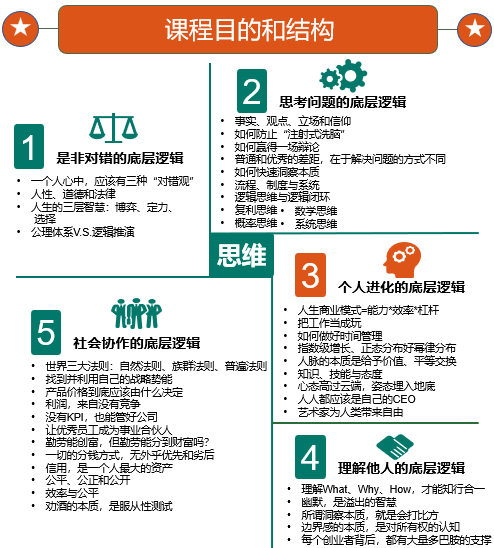 课程目的和结构
1
是非对错的底层逻辑
一个人心中，应该有三种“对错观”
人性、道德和法律
人生的三层智慧：博弈、定力、
选择
公理体系V.S.逻辑推演
2
思考问题的底层逻辑
事实、观点、立场和信仰
如何防止“注射式洗脑”
如何赢得一场辩论
普通和优秀的差距，在于解决问题的方式不同
如何快速洞察本质
流程、制度与系统
逻辑思维与逻辑闭环
复利思维 • 数学思维
概率思维 • 系统思维
思维
3
个人进化的底层逻辑
人生商业模式=能力*效率*杠杆
把工作当成玩
如何做好时间管理
指数级增长、正态分布好幂律分布
人脉的本质是给予价值、平等交换
知识、技能与态度
心态高过云端，姿态埋入地底
人人都应该是自己的CEO
艺术家为人类带来自由
4
理解他人的底层逻辑
理解What、Why、How，才能知行合一
幽默，是溢出的智慧
所谓洞察本质，就是会打比方
边界感的本质，是对所有权的认知
每个创业者背后，都有大量多巴胺的支撑
5
社会协作的底层逻辑
世界三大法则：自然法则、族群法则、普遍法则
找到并利用自己的战略势能
产品价格到底应该由什么决定
利润，来自没有竞争
没有KPI，也能管好公司
让优秀员工成为事业合伙人
勤劳能创富，但勤劳能分到财富吗？
一切的分钱方式，无外乎优先和劣后
信用，是一个人最大的资产
公平、公正和公开
效率与公平
劝酒的本质，是服从性测试